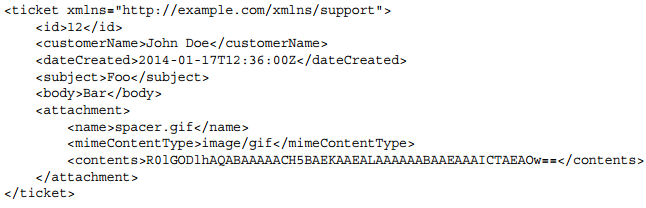 <ticket xmlns="http://example.com/xmlns/support">
    <id>12</id>
    <customerName>John Doe</customerName>
    <dateCreated>2014-01-17T12:36:00Z</dateCreated>
    <subject>Foo</subject>
    <body>Bar</body>
    <attachment>
        <name>spacer.gif</name>
        <mimeContentType>image/gif</mimeContentType>
        <contents>R0lGODlhAQABAAAAACH5BAEKAAEALAAAAAABAAEAAAICTAEAOw==</contents>
    </attachment>
</ticket>